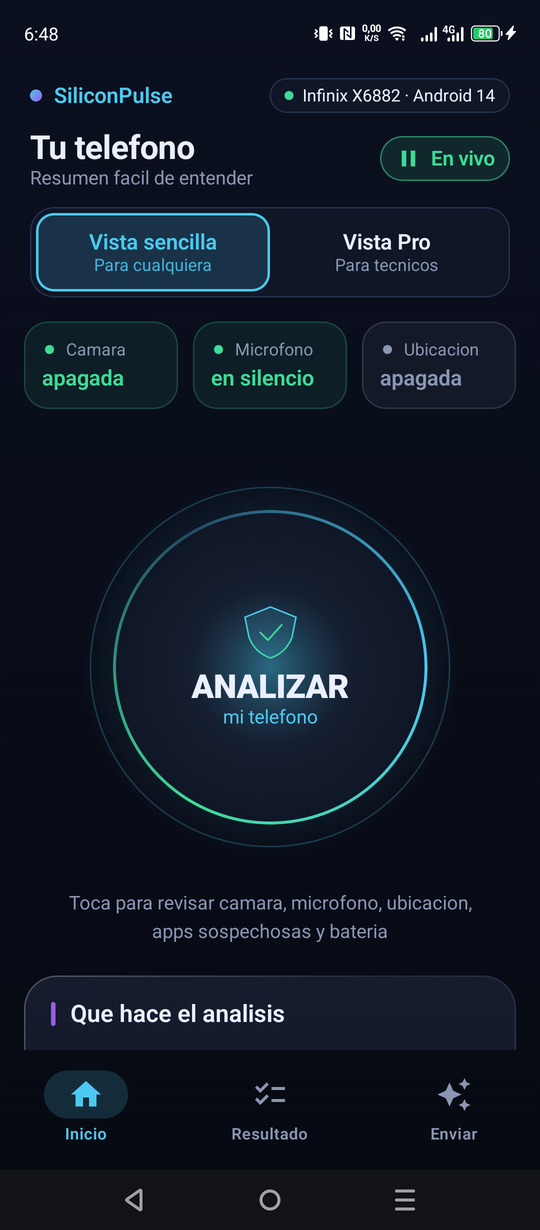 6:48
0,00
K/S
4G
80
SiliconPulse
Infinix X6882 · Android 14
Tu telefono
Resumen facil de entender
En vivo
Vista sencilla
Para cualquiera
Vista Pro
Para tecnicos
Camara
apagada
Microfono
en silencio
Ubicacion
apagada
ANALIZAR
mi telefono
Toca para revisar camara, microfono, ubicacion,
apps sospechosas y bateria
Que hace el analisis
Inicio
Resultado
Enviar